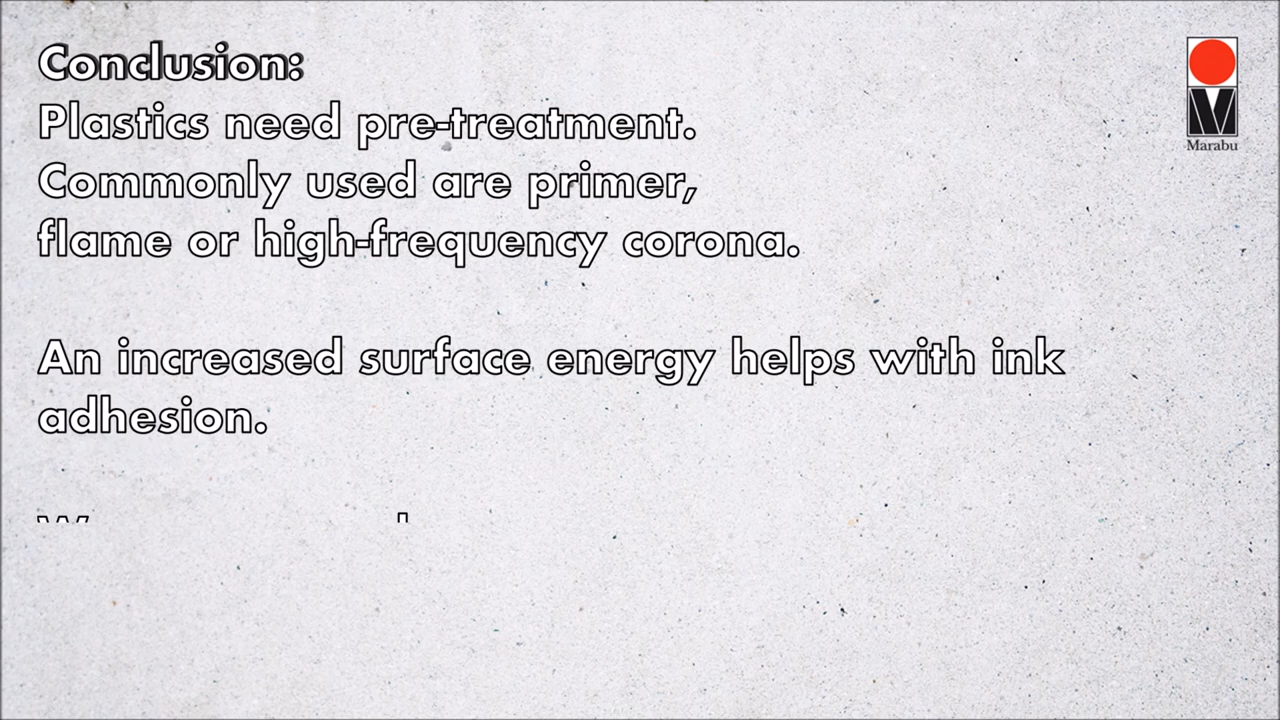 Conclusion:
Plastics need pre-treatment.
Commonly used are primer,
flame or high-frequency corona.
An increased surface energy helps with ink
adhesion.
Marabu